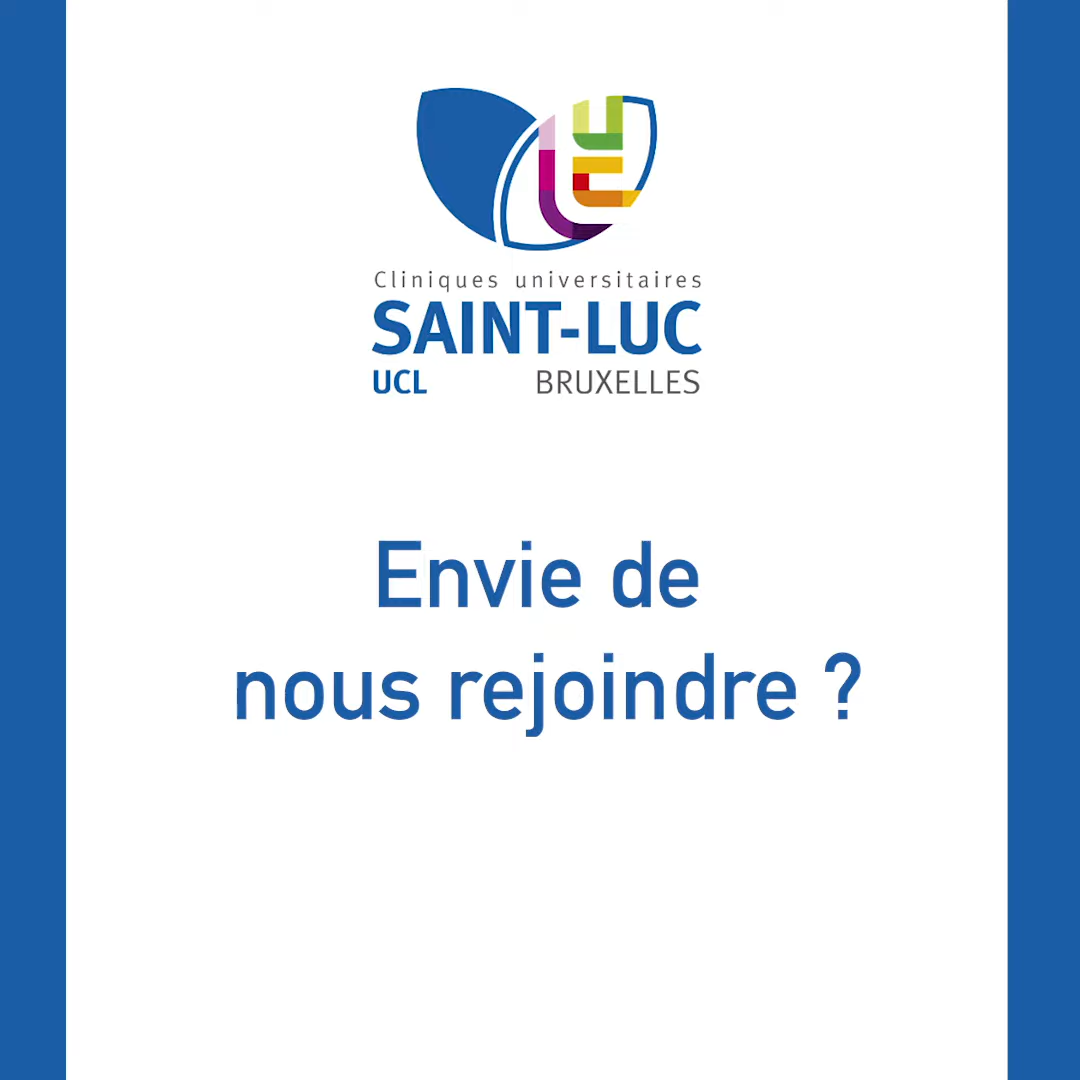 Cliniques universitaires
SAINT-LUC
UCL BRUXELLES
Envie de
nous rejoindre ?